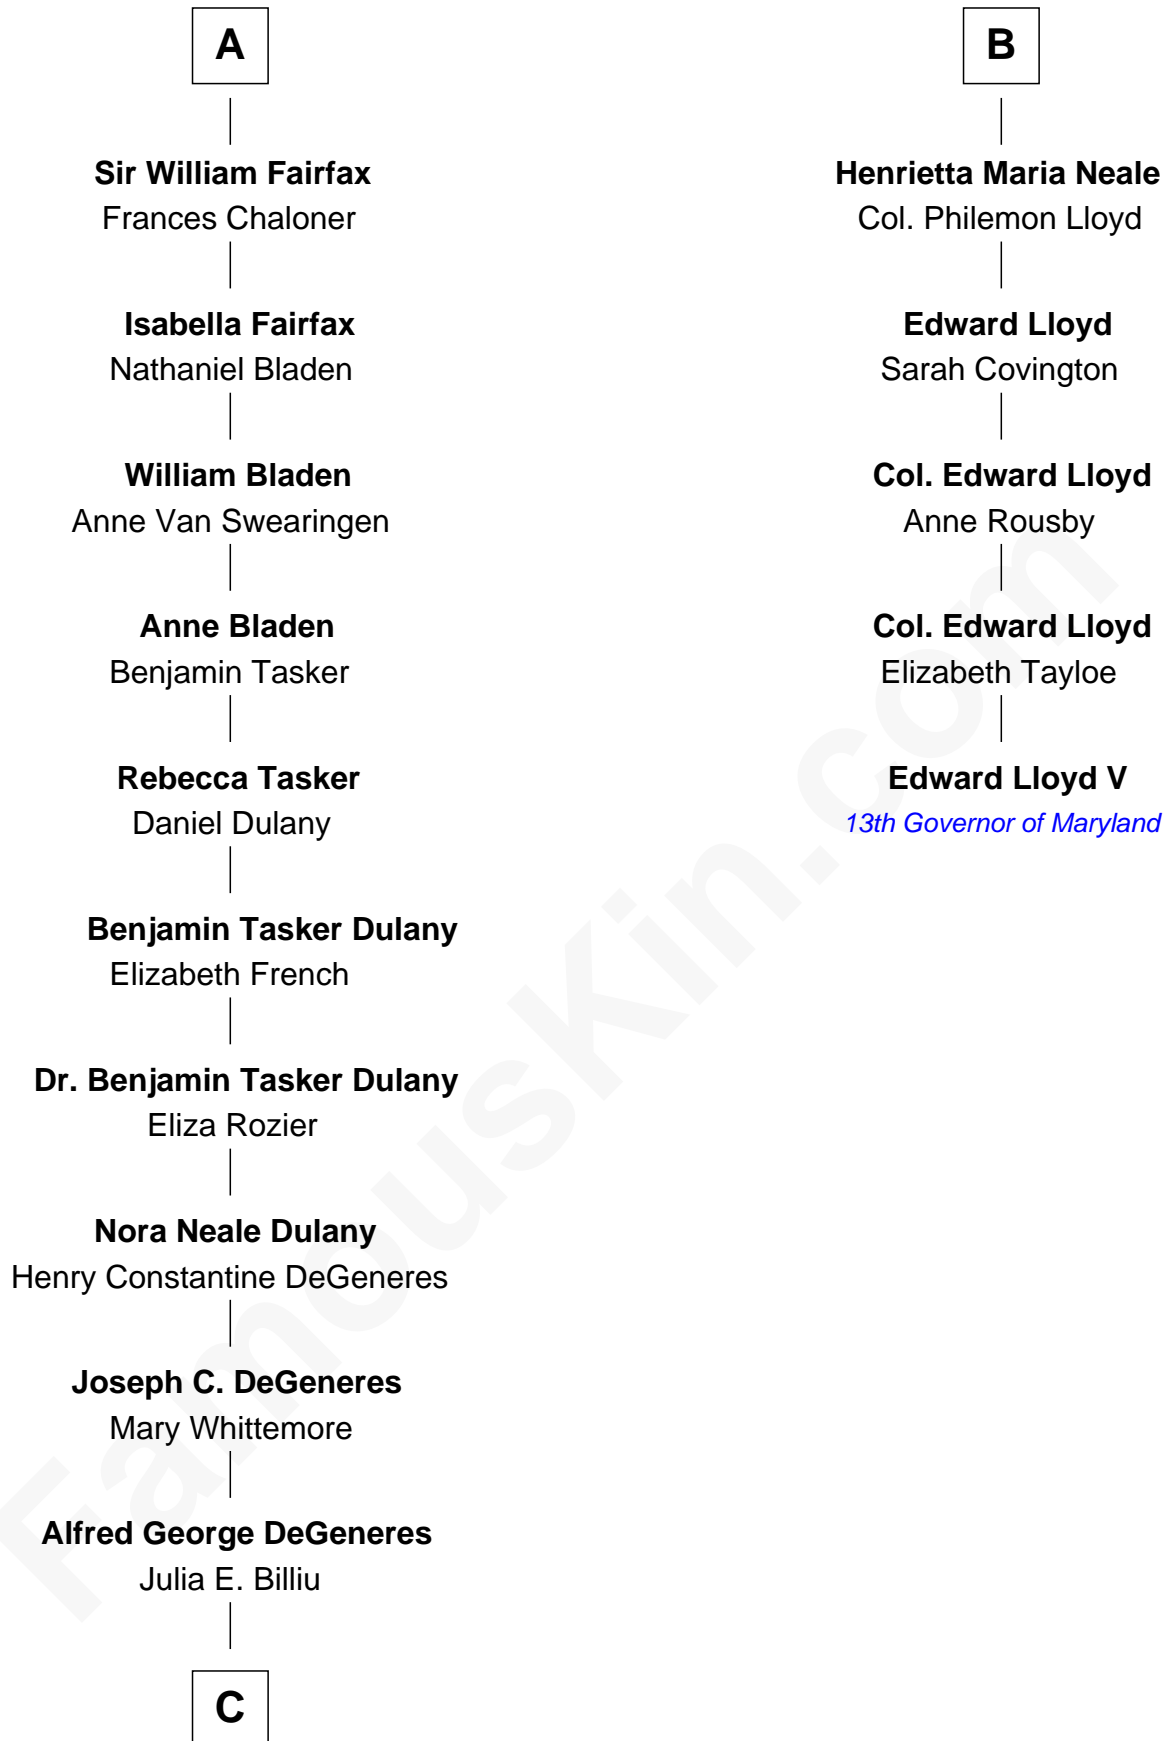 A
Sir William Fairfax
Frances Chaloner
Isabella Fairfax
Nathaniel Bladen
William Bladen
Anne Van Swearingen
Anne Bladen
Benjamin Tasker
Rebecca Tasker
Daniel Dulany
Benjamin Tasker Dulany
Elizabeth French
Dr. Benjamin Tasker Dulany
Eliza Rozier
Nora Neale Dulany
Henry Constantine DeGeneres
Joseph C. DeGeneres
Mary Whittemore
Alfred George DeGeneres
Julia E. Billiu
C
B
Henrietta Maria Neale
Col. Philemon Lloyd
Edward Lloyd
Sarah Covington
Col. Edward Lloyd
Anne Rousby
Col. Edward Lloyd
Elizabeth Tayloe
Edward Lloyd V
13th Governor of Maryland
FamousKin.com